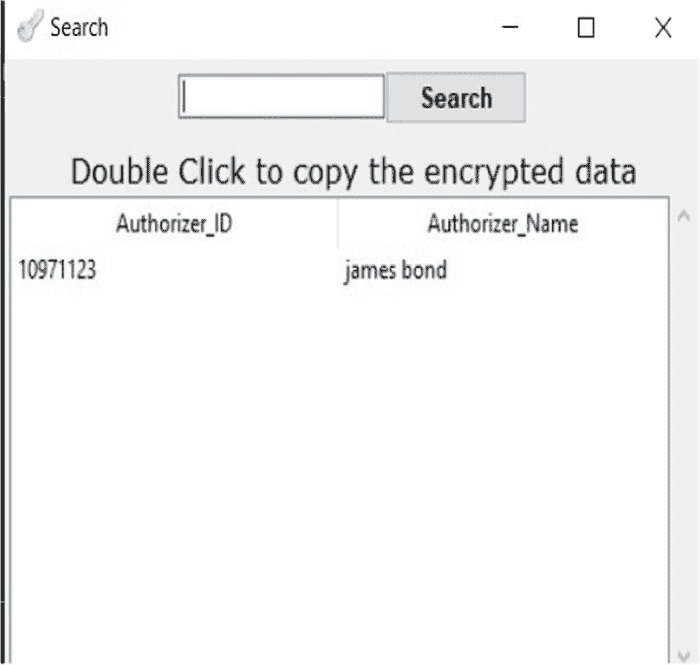 Search
Search
Double Click to copy the encrypted data
Authorizer_ID Authorizer_Name
10971123 james bond